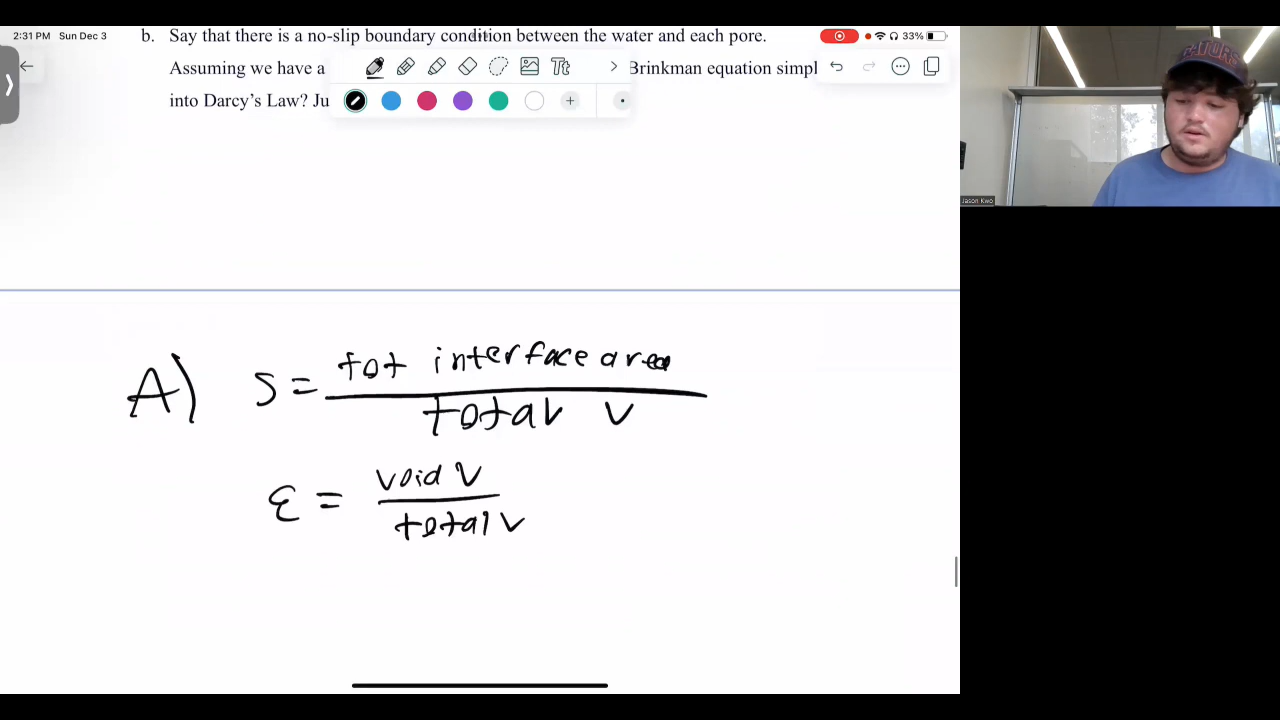 2:31 PM Sun Dec 3
33%
b. Say that there is a no-slip boundary condition between the water and each pore.
Assuming we have a Brinkman equation simpl
into Darcy's Law? Ju
Tt
GATORS
Jason Kwo
A) S = tot interface area
total V
ε = void V
total V